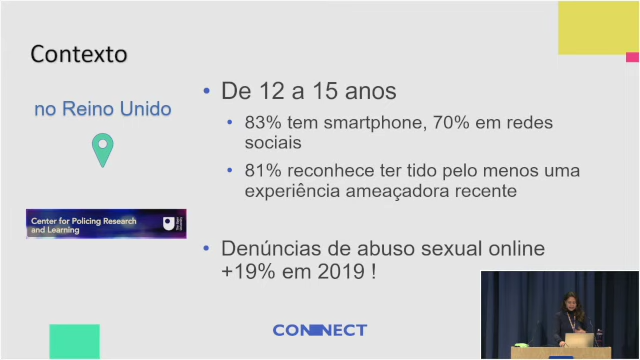 Contexto
no Reino Unido
Center for Policing Research
and Learning
• De 12 a 15 anos
• 83% tem smartphone, 70% em redes
sociais
• 81% reconhece ter tido pelo menos uma
experiência ameaçadora recente
• Denúncias de abuso sexual online
+19% em 2019 !